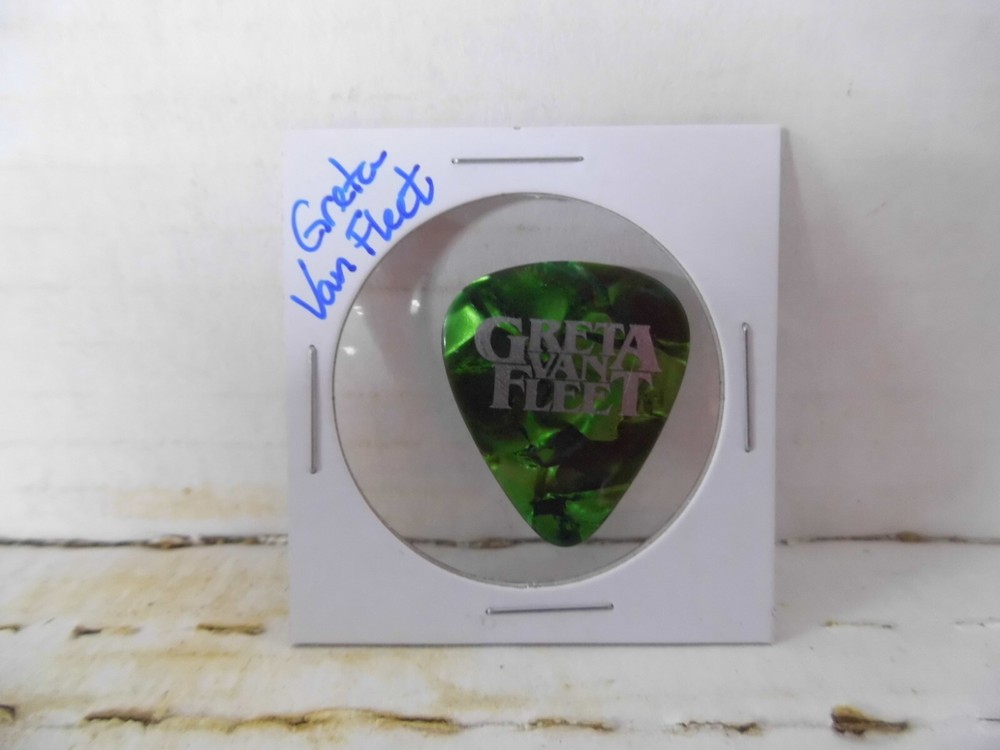 Greta
Van Fleet
GRETA
VAN
FLEET